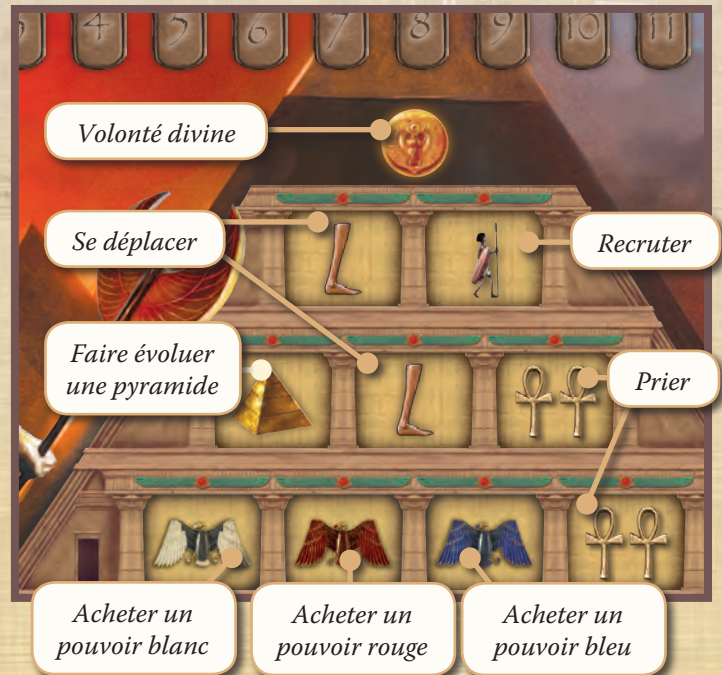 4 5 6 7 8 9 10 11
Volonté divine
Se déplacer
Recruter
Faire évoluer
une pyramide
Prier
Acheter un
pouvoir blanc
Acheter un
pouvoir rouge
Acheter un
pouvoir bleu